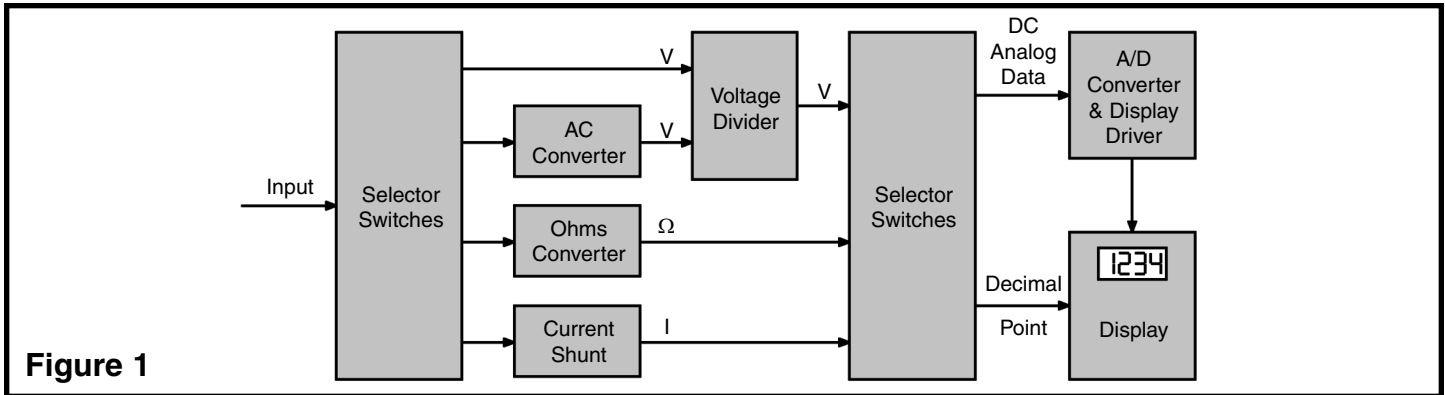 Input
Selector
Switches
V
AC
Converter
V
Ohms
Converter
Ω
Current
Shunt
I
Voltage
Divider
V
Selector
Switches
DC
Analog
Data
A/D
Converter
& Display
Driver
Decimal
Point
1234
Display
Figure 1